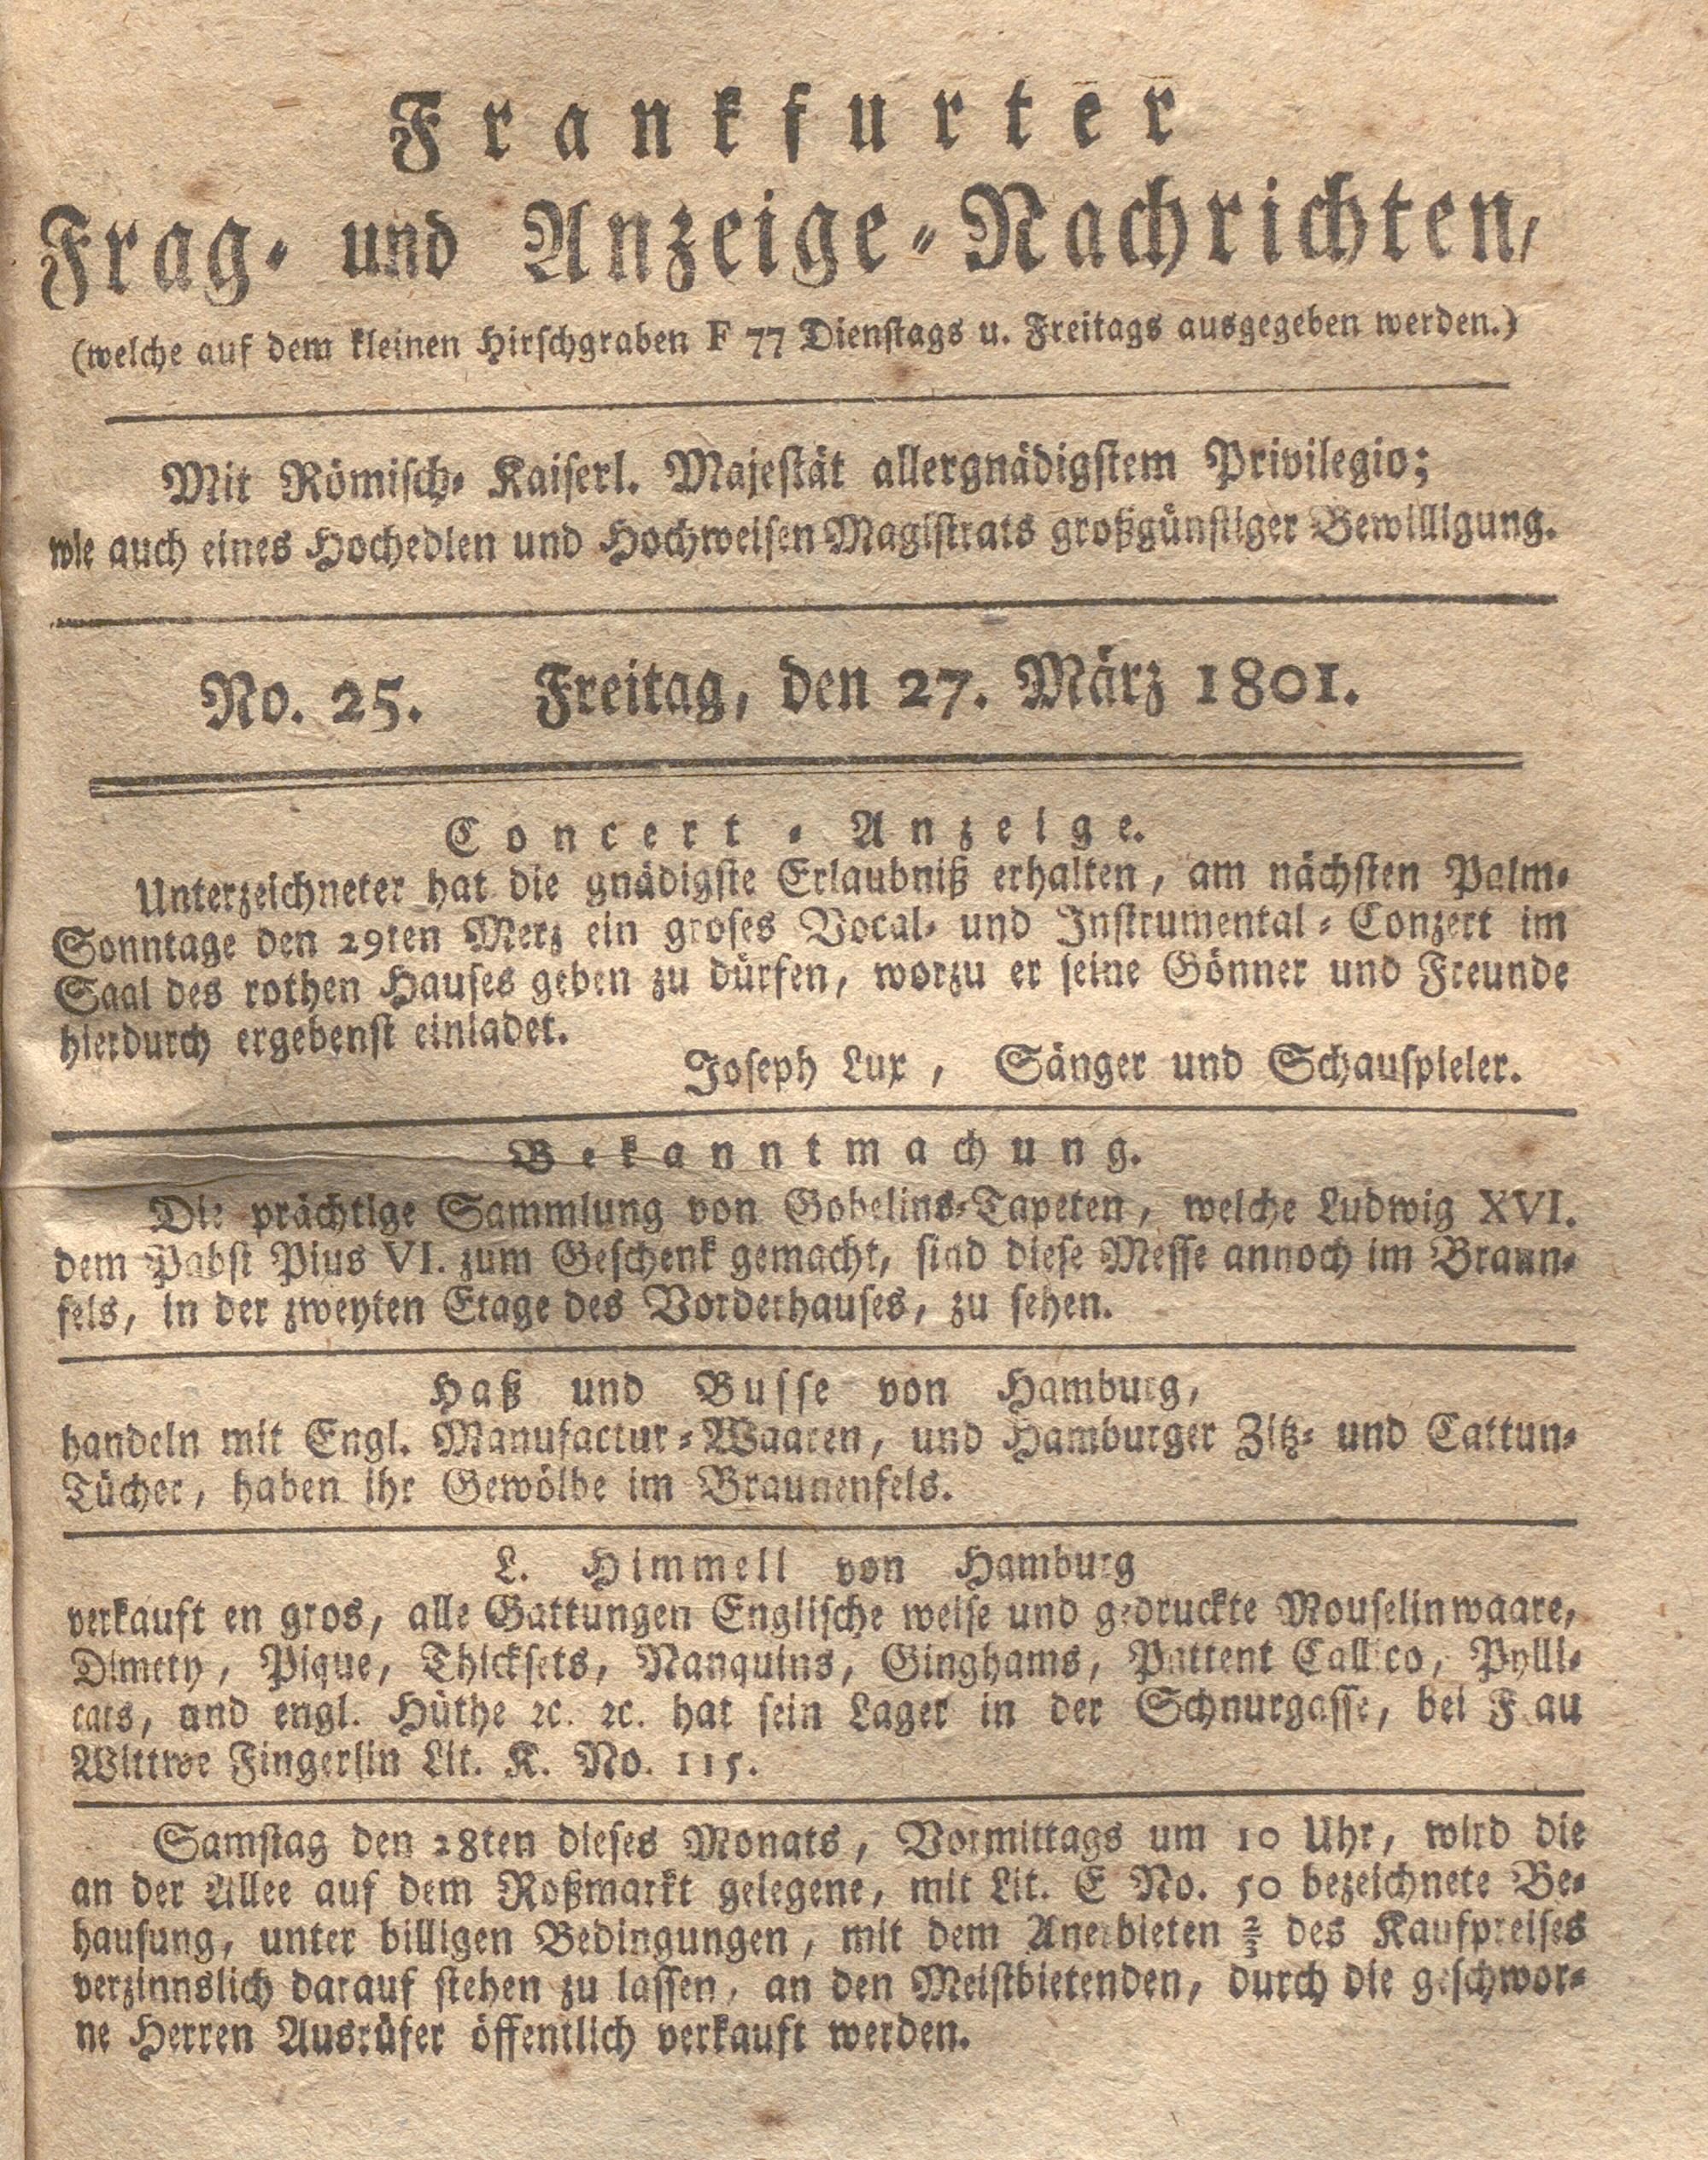 Frankfurter
Frag- und Anzeige-Nachrichten,
(welche auf dem kleinen Hirschgraben F 77 Dienstags u. Freitags ausgegeben werden.)
Mit Römisch- Kaiserl. Majestät allergnädigstem Privilegio;
wie auch eines Hochedlen und Hochweisen Magistrats großgünstiger Bewilligung.
No. 25. Freitag, den 27. März 1801.
Concert-Anzeige.
Unterzeichneter hat die gnädigste Erlaubniß erhalten, am nächsten Palm-
Sonntage den 29ten Merz ein groses Vocal- und Instrumental-Conzert im
Saal des rothen Hauses geben zu dürfen, worzu er seine Gönner und Freunde
hierdurch ergebenst einladet.
Joseph Lux, Sänger und Schauspieler.
Bekanntmachung.
Die prächtige Sammlung von Gobelins-Tapeten, welche Ludwig XVI.
dem Pabst Pius VI. zum Geschenk gemacht, sind diese Messe annoch im Braun-
fels, in der zweyten Etage des Vorderhauses, zu sehen.
Haß und Busse von Hamburg,
handeln mit Engl. Manufactur-Waaren, und Hamburger Zitz- und Cattun-
Tücher, haben ihr Gewölbe im Braunenfels.
L. Himmell von Hamburg
verkauft en gros, alle Gattungen Englische weise und gedruckte Mouselinwaare,
Dimety, Pique, Thicksets, Nanquins, Ginghams, Pattent Callico, Pylli-
cats, und engl. Hüthe ꝛc. ꝛc. hat sein Lager in der Schnurgasse, bei Frau
Wittwe Fingerlin Lit. K. No. 115.
Samstag den 28ten dieses Monats, Vormittags um 10 Uhr, wird die
an der Allee auf dem Roßmarkt gelegene, mit Lit. E No. 50 bezeichnete Be-
hausung, unter billigen Bedingungen, mit dem Anerbieten 2/3 des Kaufpreises
verzinnslich darauf stehen zu lassen, an den Meistbietenden, durch die geschwor-
ne Herren Ausrüfer öffentlich verkauft werden.